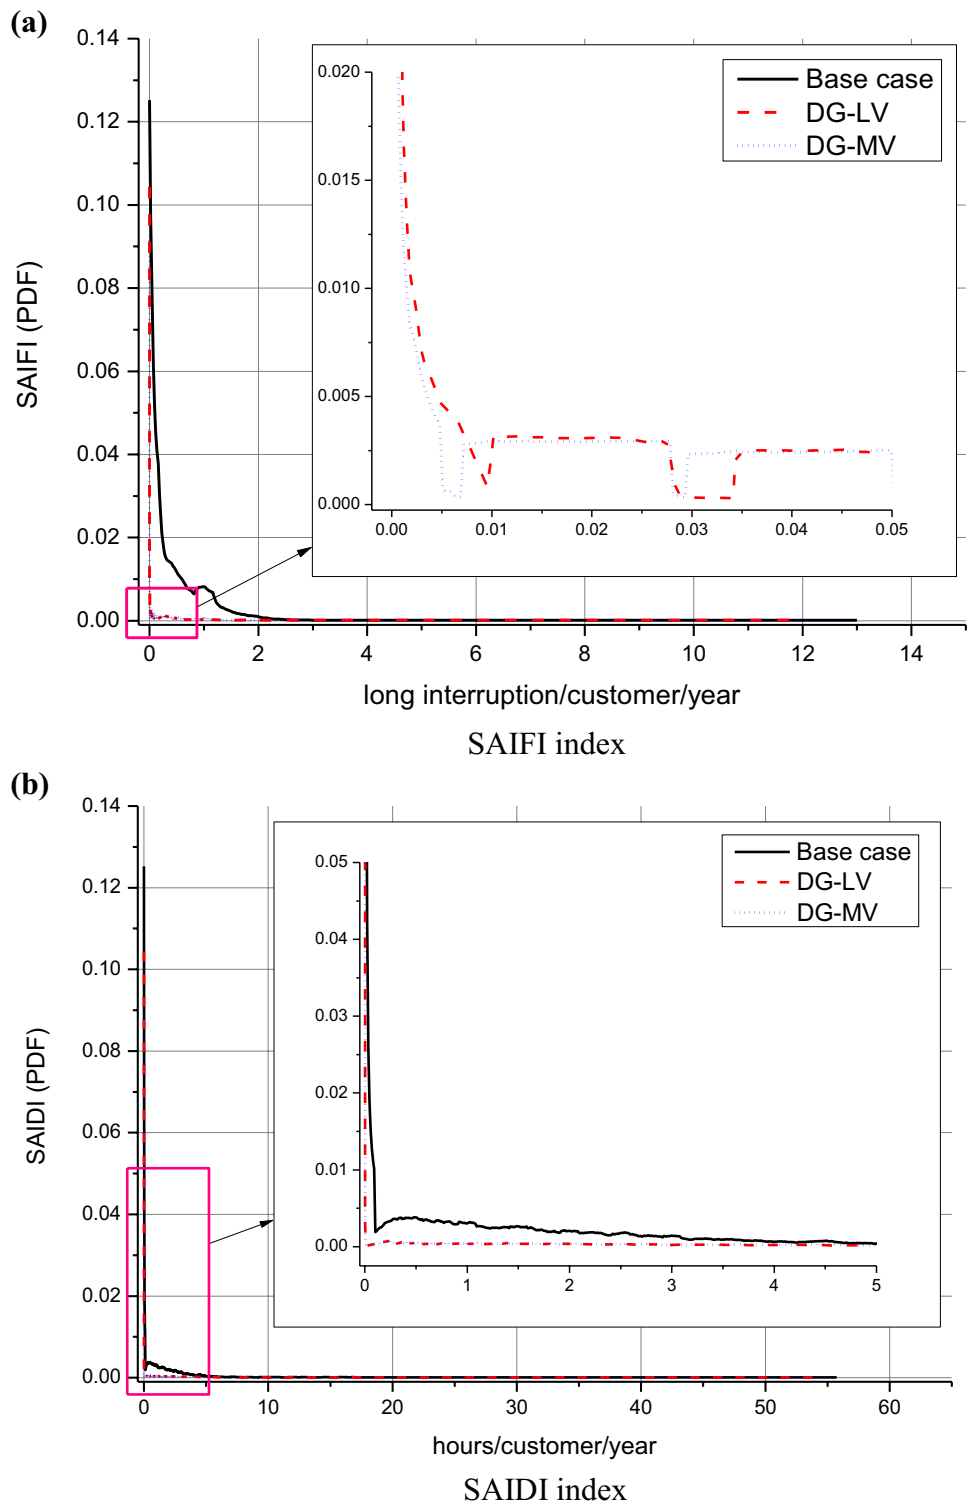 (a)
0.14
0.12
0.10
0.08
0.06
0.04
0.02
0.00
SAIFI (PDF)
0.020
0.015
0.010
0.005
0.000
0.00 0.01 0.02 0.03 0.04 0.05
Base case
DG-LV
DG-MV
0 2 4 6 8 10 12 14
long interruption/customer/year
SAIFI index
(b)
0.14
0.12
0.10
0.08
0.06
0.04
0.02
0.00
SAIDI (PDF)
0.05
0.04
0.03
0.02
0.01
0.00
0 1 2 3 4 5
Base case
DG-LV
DG-MV
0 10 20 30 40 50 60
hours/customer/year
SAIDI index